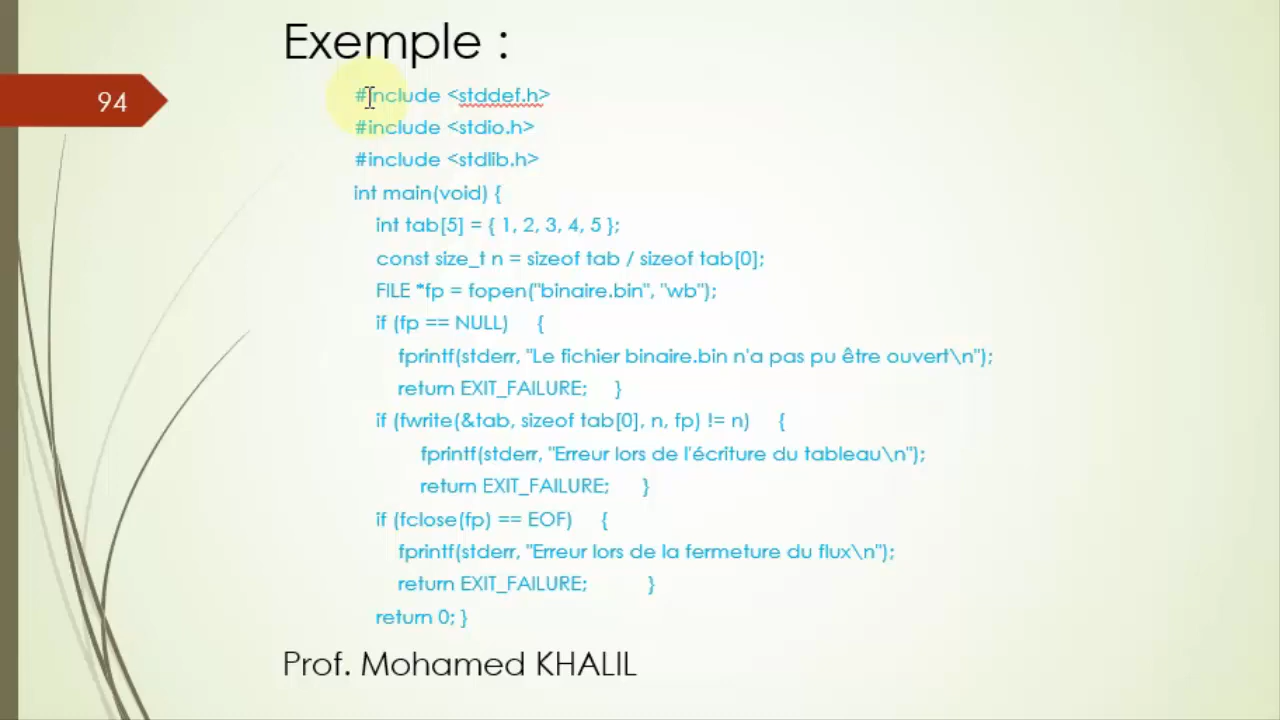 Exemple :
94
#include <stddef.h>
#include <stdio.h>
#include <stdlib.h>
int main(void) {
int tab[5] = { 1, 2, 3, 4, 5 };
const size_t n = sizeof tab / sizeof tab[0];
FILE *fp = fopen("binaire.bin", "wb");
if (fp == NULL) {
fprintf(stderr, "Le fichier binaire.bin n'a pas pu être ouvert\n");
return EXIT_FAILURE; }
if (fwrite(&tab, sizeof tab[0], n, fp) != n) {
fprintf(stderr, "Erreur lors de l'écriture du tableau\n");
return EXIT_FAILURE; }
if (fclose(fp) == EOF) {
fprintf(stderr, "Erreur lors de la fermeture du flux\n");
return EXIT_FAILURE; }
return 0; }
Prof. Mohamed KHALIL